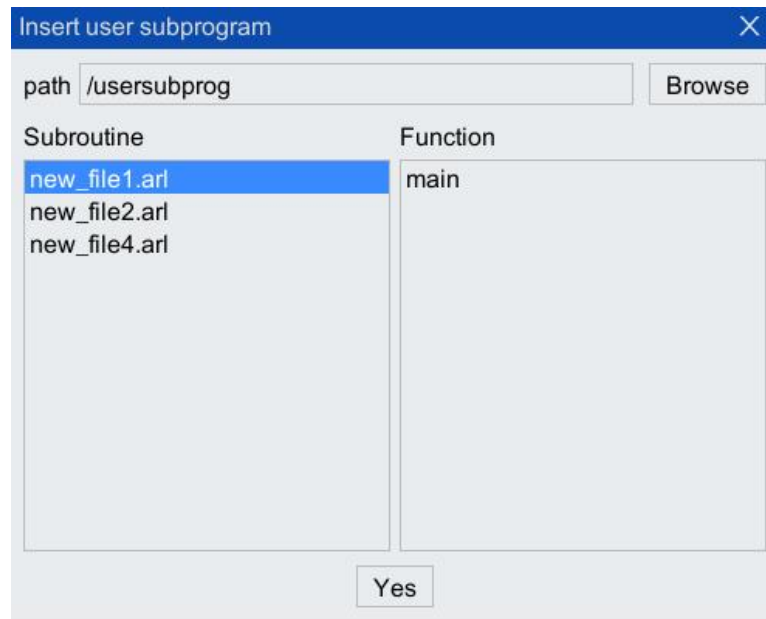 Insert user subprogram
path /usersubprog Browse
Subroutine Function
new_file1.arl main
new_file2.arl
new_file4.arl
Yes